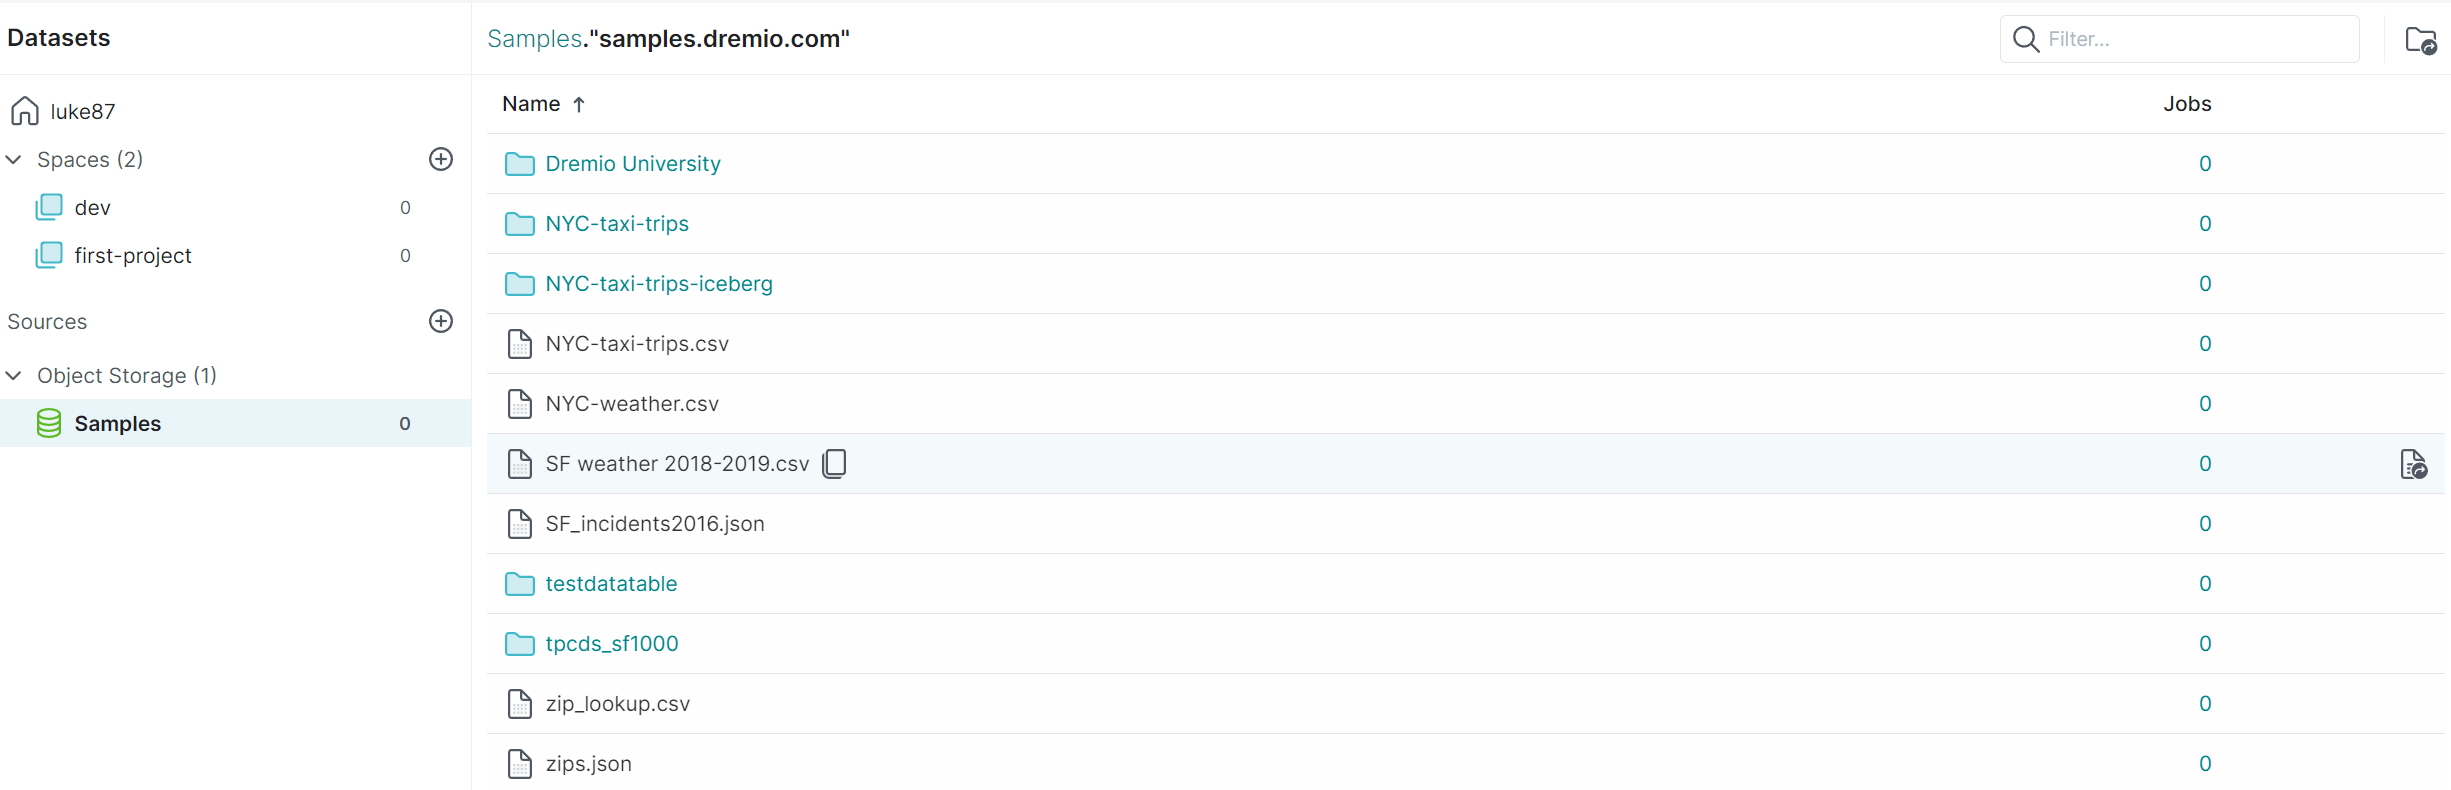 Datasets
luke87
Spaces (2)
dev 0
first-project 0
Sources
Object Storage (1)
Samples 0
Samples."samples.dremio.com"
Filter...
Name ↑ Jobs
Dremio University 0
NYC-taxi-trips 0
NYC-taxi-trips-iceberg 0
NYC-taxi-trips.csv 0
NYC-weather.csv 0
SF weather 2018-2019.csv 0
SF_incidents2016.json 0
testdatatable 0
tpcds_sf1000 0
zip_lookup.csv 0
zips.json 0